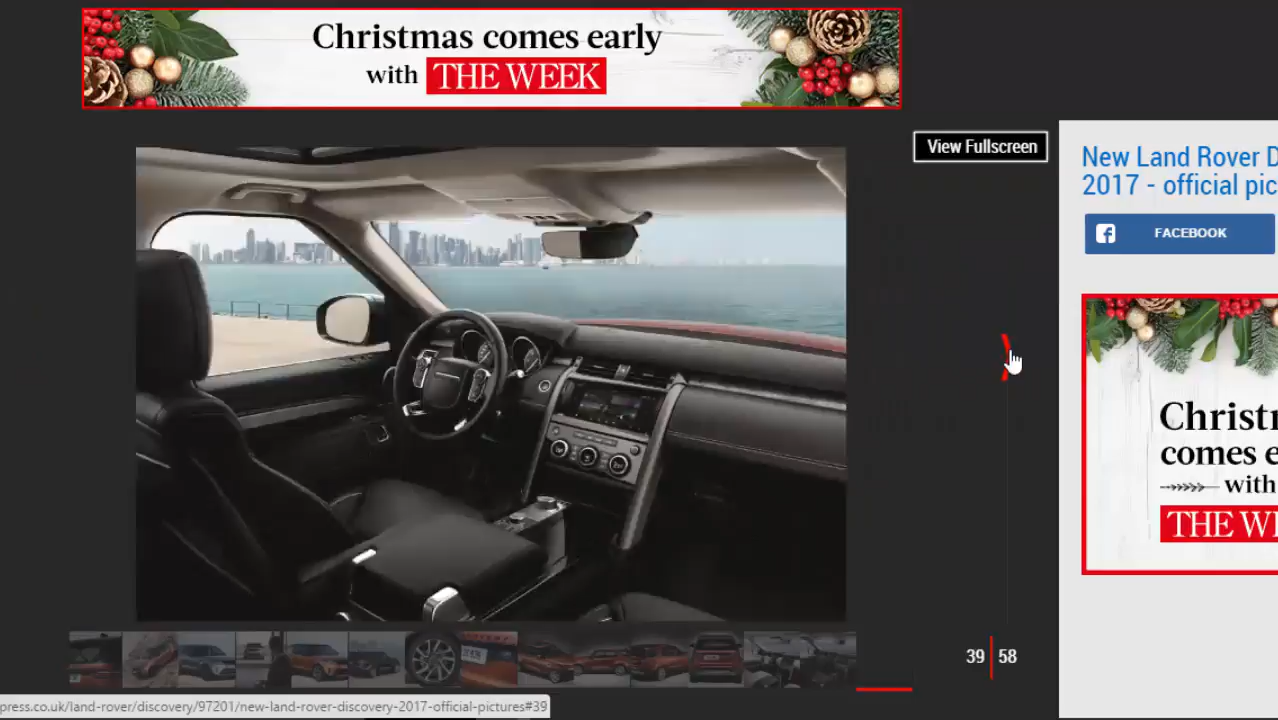 Christmas comes early
with THE WEEK
View Fullscreen
New Land Rover D
2017 - official pic
FACEBOOK
Christm
comes e
with
THE WE
39 58
press.co.uk/land-rover/discovery/97201/new-land-rover-discovery-2017-official-pictures#39